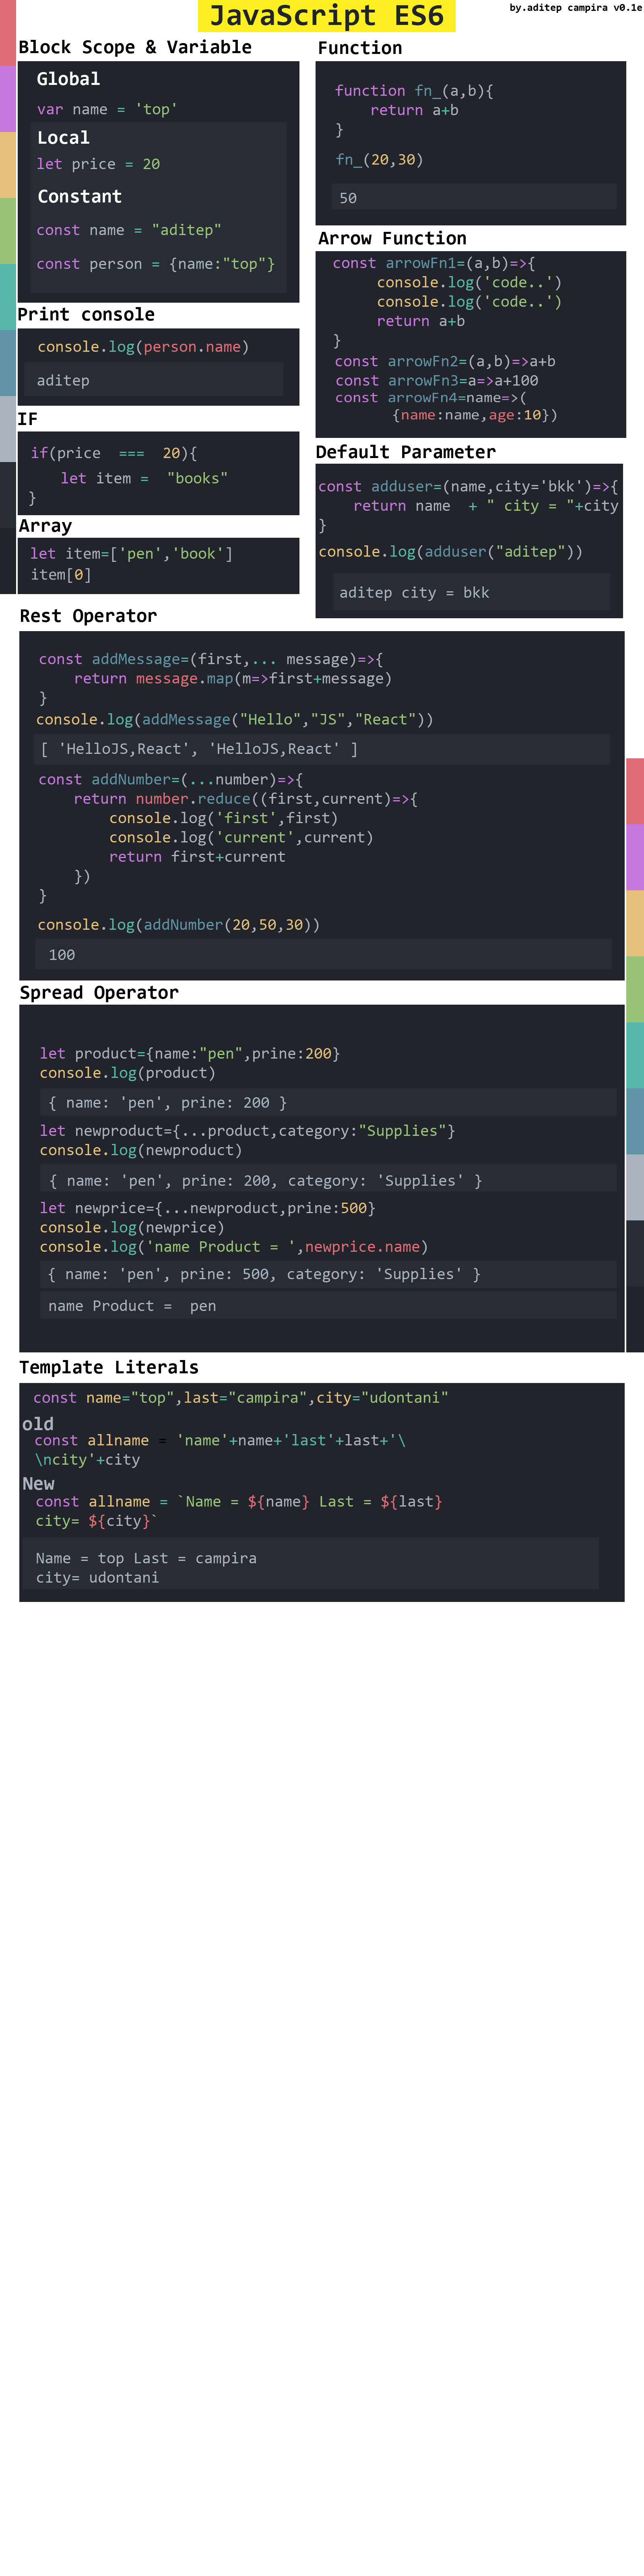 JavaScript ES6
by.aditep campira v0.1e
Block Scope & Variable
Global
var name = 'top'
Local
let price = 20
Constant
const name = "aditep"
const person = {name:"top"}
Print console
console.log(person.name)
aditep
IF
if(price  ===  20){
let item =  "books"
}
Array
let item=['pen','book']
item[0]
Function
function fn_(a,b){
return a+b
}
fn_(20,30)
50
Arrow Function
const arrowFn1=(a,b)=>{
console.log('code..')
console.log('code..')
return a+b
}
const arrowFn2=(a,b)=>a+b
const arrowFn3=a=>a+100
const arrowFn4=name=>(
{name:name,age:10})
Default Parameter
const adduser=(name,city='bkk')=>{
return name  + " city = "+city
}
console.log(adduser("aditep"))
aditep city = bkk
Rest Operator
const addMessage=(first,... message)=>{
return message.map(m=>first+message)
}
console.log(addMessage("Hello","JS","React"))
[ 'HelloJS,React', 'HelloJS,React' ]
const addNumber=(...number)=>{
return number.reduce((first,current)=>{
console.log('first',first)
console.log('current',current)
return first+current
})
}
console.log(addNumber(20,50,30))
100
Spread Operator
let product={name:"pen",prine:200}
console.log(product)
{ name: 'pen', prine: 200 }
let newproduct={...product,category:"Supplies"}
console.log(newproduct)
{ name: 'pen', prine: 200, category: 'Supplies' }
let newprice={...newproduct,prine:500}
console.log(newprice)
console.log('name Product = ',newprice.name)
{ name: 'pen', prine: 500, category: 'Supplies' }
name Product =  pen
Template Literals
const name="top",last="campira",city="udontani"
old
const allname = 'name'+name+'last'+last+'\
\ncity'+city
New
const allname = `Name = ${name} Last = ${last}
city= ${city}`
Name = top Last = campira
city= udontani